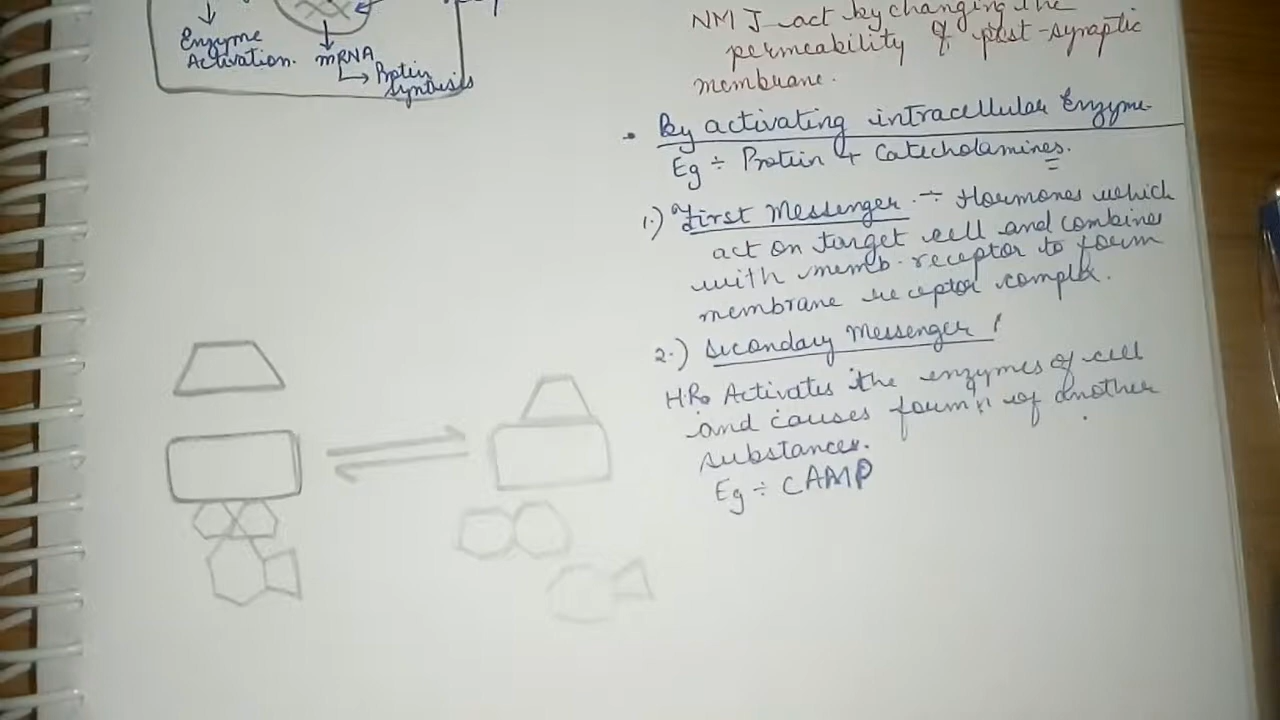 Enzyme
Activation.
mRNA
Protein
synthesis
NMJ - act by changing the
permeability of post-synaptic
membrane.
• By activating intracellular Enzyme
Eg ÷ Protein + Catecholamines.
1.) First Messenger ÷ Hormones which
act on target cell and combines
with memb. receptor to form
membrane receptor complex.
2.) Secondary Messenger
H.R. Activates the enzymes of cell
and causes form'n of another
substances.
Eg ÷ CAMP